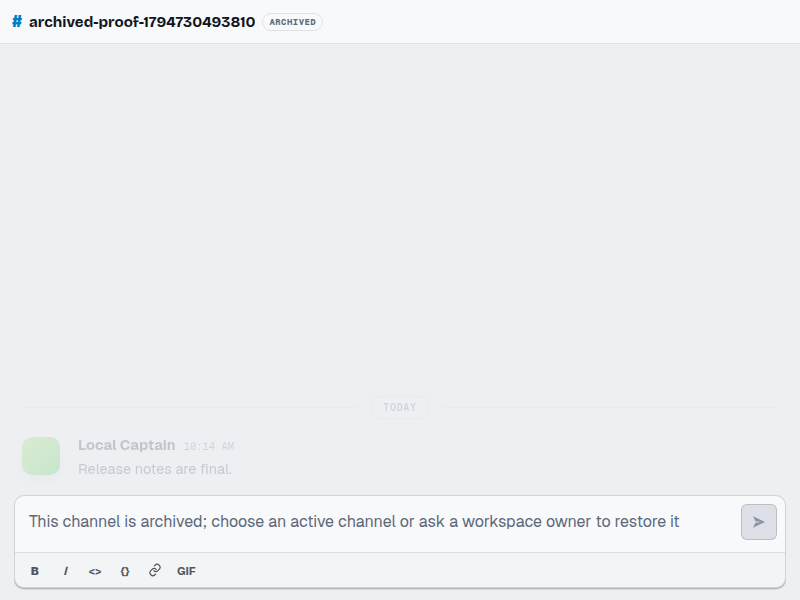 # archived-proof-1794730493810 ARCHIVED
TODAY
Local Captain 10:14 AM
Release notes are final.
This channel is archived; choose an active channel or ask a workspace owner to restore it
B I <> {} GIF